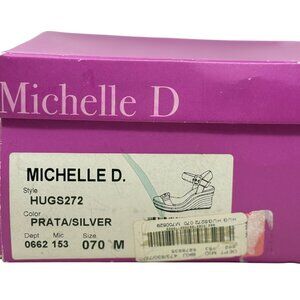 Michelle D
MICHELLE D.
Style
HUGS272
Color
PRATA/SILVER
Dept Mic Size
0662 153 070 M